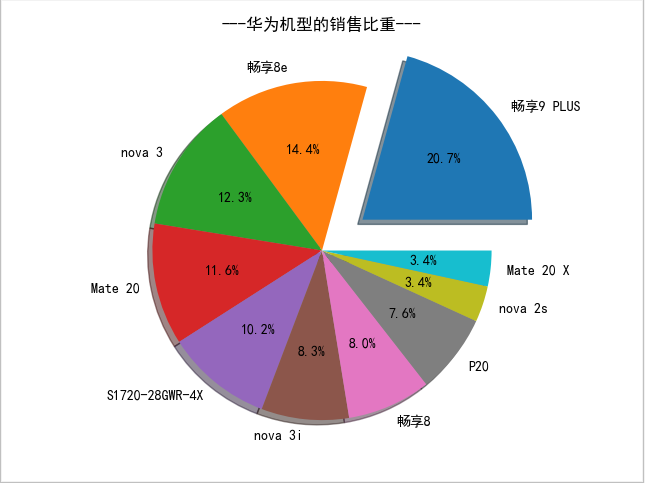 ---华为机型的销售比重---
畅享9 PLUS
20.7%
畅享8e
14.4%
nova 3
12.3%
Mate 20
11.6%
S1720-28GWR-4X
10.2%
nova 3i
8.3%
畅享8
8.0%
P20
7.6%
nova 2s
3.4%
Mate 20 X
3.4%